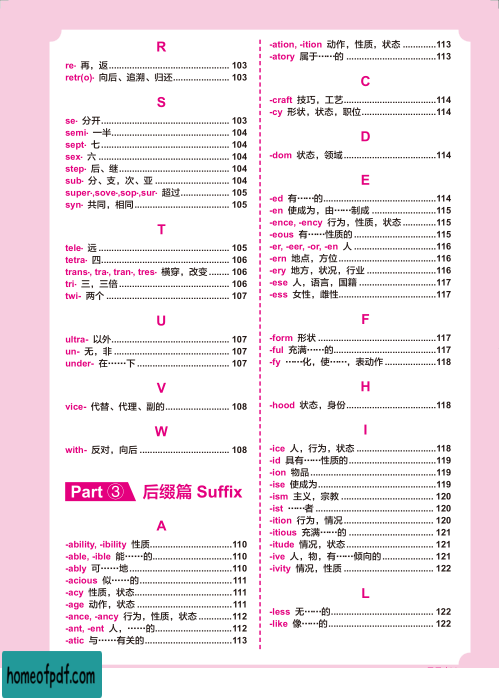 R
re- 再，返 103
retr(o)- 向后、追溯、归还 103
S
se- 分开 103
semi- 一半 104
sept- 七 104
sex- 六 104
step- 后、继 104
sub- 分、支，次、亚 104
super-,sove-,sop-,sur- 超过 105
syn- 共同，相同 105
T
tele- 远 105
tetra- 四 106
trans-, tra-, tran-, tres- 横穿，改变 106
tri- 三，三倍 106
twi- 两个 107
U
ultra- 以外 107
un- 无，非 107
under- 在……下 107
V
vice- 代替、代理、副的 108
W
with- 反对，向后 108
Part ③ 后缀篇 Suffix
A
-ability, -ibility 性质 110
-able, -ible 能……的 110
-ably 可……地 110
-acious 似……的 111
-acy 性质，状态 111
-age 动作，状态 111
-ance, -ancy 行为，性质，状态 112
-ant, -ent 人，……的 112
-atic 与……有关的 113
-ation, -ition 动作，性质，状态 113
-atory 属于……的 113
C
-craft 技巧，工艺 114
-cy 形状，状态，职位 114
D
-dom 状态，领域 114
E
-ed 有……的 114
-en 使成为，由……制成 115
-ence, -ency 行为，性质，状态 115
-eous 有……性质的 115
-er, -eer, -or, -en 人 116
-ern 地点，方位 116
-ery 地方，状况，行业 116
-ese 人，语言，国籍 117
-ess 女性，雌性 117
F
-form 形状 117
-ful 充满……的 117
-fy ……化，使……，表动作 118
H
-hood 状态，身份 118
I
-ice 人，行为，状态 118
-id 具有……性质的 119
-ion 物品 119
-ise 使成为 119
-ism 主义，宗教 120
-ist ……者 120
-ition 行为，情况 120
-itious 充满……的 121
-itude 情况，状态 121
-ive 人，物，有……倾向的 121
-ivity 情况，性质 122
L
-less 无……的 122
-like 像……的 122
homeofpdf.com